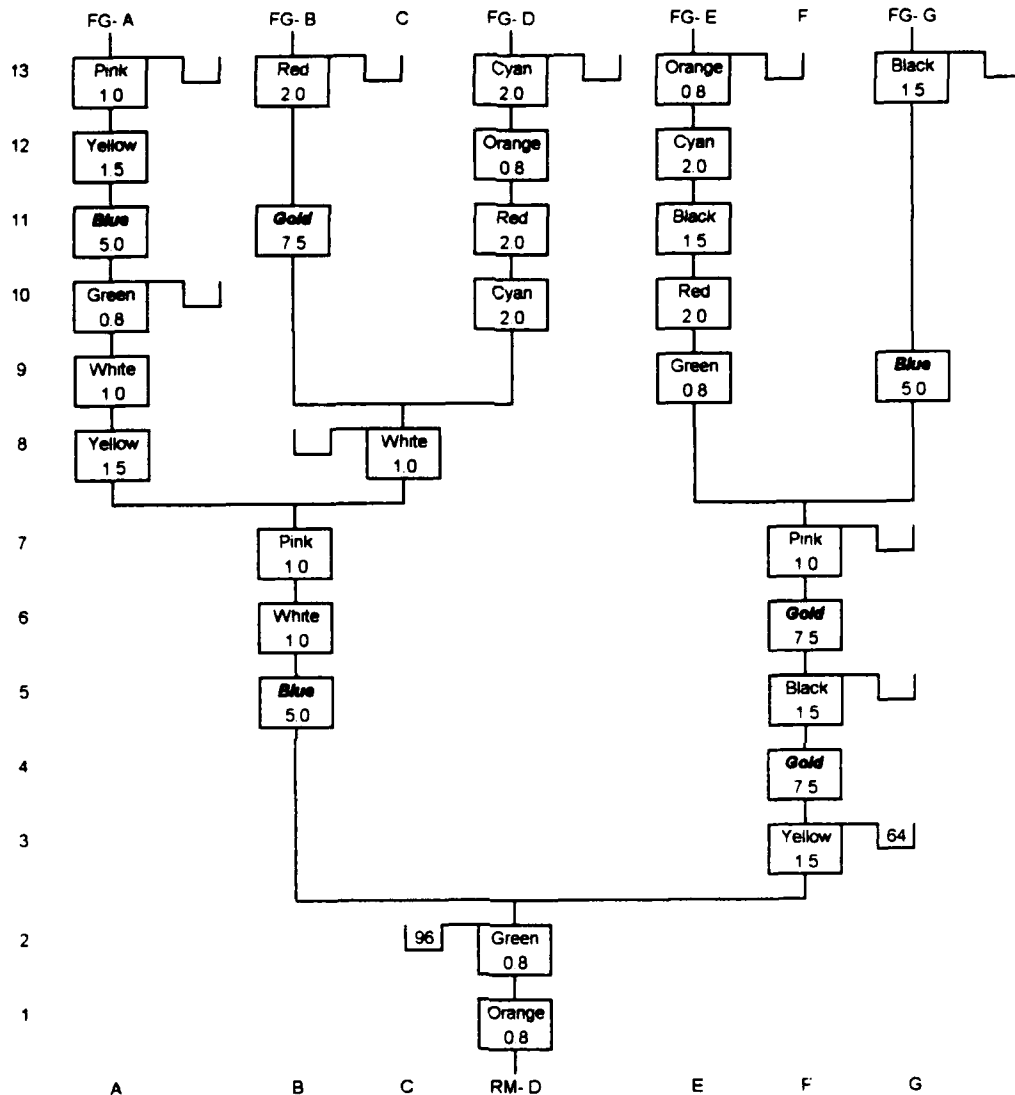 FG- A FG- B C FG- D FG- E F FG- G
13 Pink Red Cyan Orange Black
1 0 2 0 2 0 0 8 1 5
12 Yellow Orange Cyan
1.5 0 8 2.0
11 Blue Gold Red Black
5 0 7 5 2.0 1 5
10 Green Cyan Red
0.8 2 0 2 0
9 White Green Blue
1 0 0 8 5 0
8 Yellow White
1 5 1.0
7 Pink Pink
1 0 1 0
6 White Gold
1 0 7 5
5 Blue Black
5.0 1 5
4 Gold
7 5
3 Yellow 64
1 5
2 96 Green
0 8
1 Orange
0 8
A B C RM- D E F G